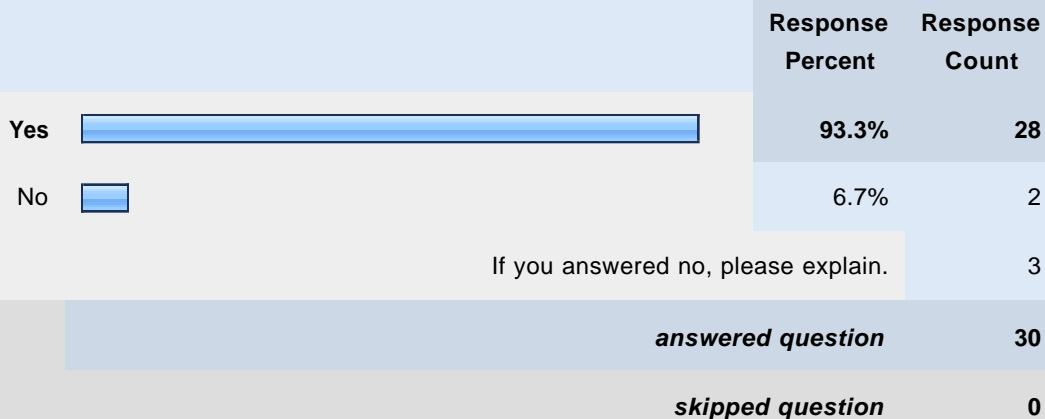 Response Percent Response Count
Yes 93.3% 28
No 6.7% 2
If you answered no, please explain. 3
answered question 30
skipped question 0